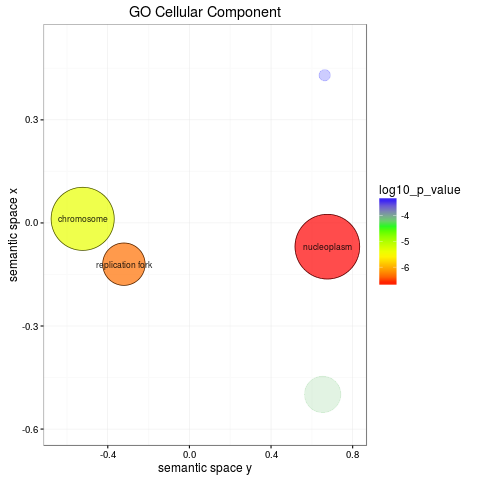 GO Cellular Component
semantic space x
0.3
0.0
-0.3
-0.6
chromosome
replication fork
nucleoplasm
-0.4
0.0
0.4
0.8
semantic space y
log10_p_value
-4
-5
-6